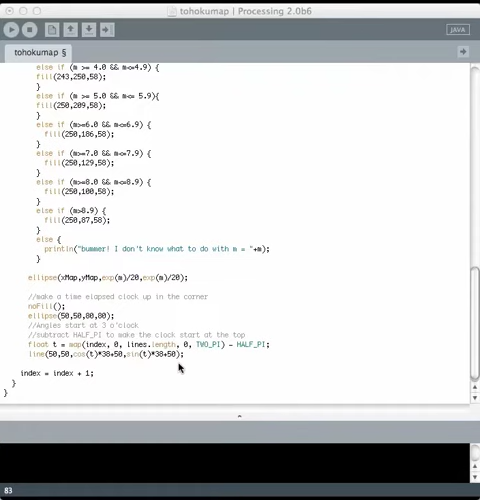 tohokumap | Processing 2.0b6
JAVA
tohokumap §
else if (m >= 4.0 && m<=4.9) {
fill(243,250,58);
}
else if (m >= 5.0 && m<= 5.9){
fill(250,209,58);
}
else if (m>=6.0 && m<=6.9) {
fill(250,186,58);
}
else if (m>=7.0 && m<=7.9) {
fill(250,129,58);
}
else if (m>=8.0 && m<=8.9) {
fill(250,100,58);
}
else if (m>8.9) {
fill(250,87,58);
}
else {
println("bummer! I don't know what to do with m = "+m);
}
ellipse(xMap,yMap,exp(m)/20,exp(m)/20);
//make a time elapsed clock up in the corner
noFill();
ellipse(50,50,80,80);
//Angles start at 3 o'clock
//subtract HALF_PI to make the clock start at the top
float t = map(index, 0, lines.length, 0, TWO_PI) - HALF_PI;
line(50,50,cos(t)*38+50,sin(t)*38+50);
index = index + 1;
}
}
83